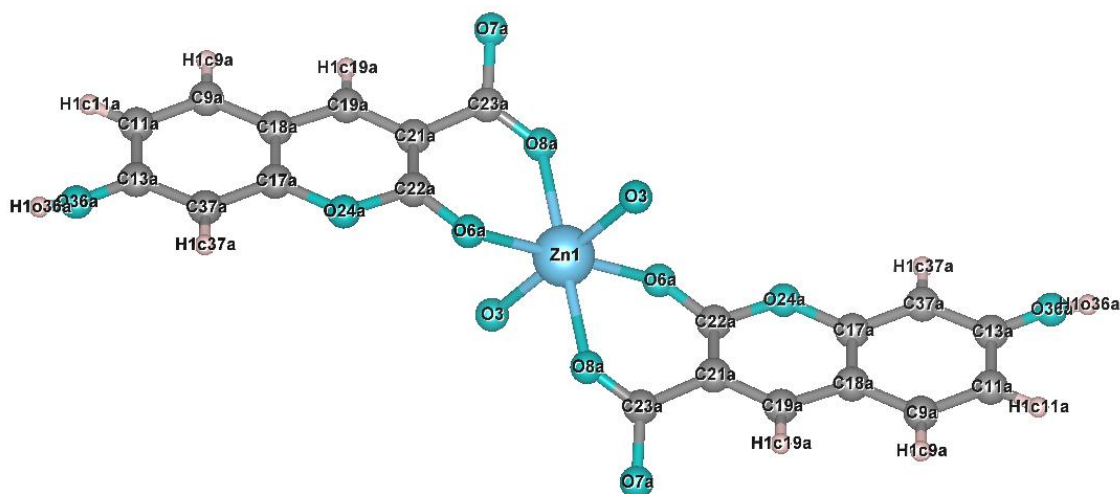 O7a
H1c9a
H1c19a
C9a
C19a
C23a
H1c11a
C11a
C18a
C21a
O8a
C13a
C17a
C22a
O36a
H1o36a
C37a
O24a
O6a
O3
H1c37a
Zn1
O6a
O24a
H1c37a
C37a
O3
C22a
C17a
C13a
O36a
H1o36a
O8a
C21a
C18a
C11a
C23a
C19a
C9a
H1c11a
H1c19a
H1c9a
O7a